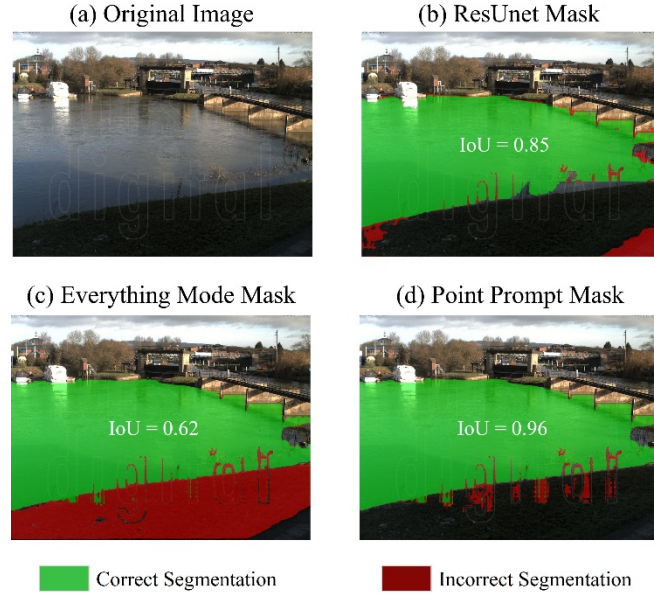 (a) Original Image
(b) ResUnet Mask
IoU = 0.85
(c) Everything Mode Mask
(d) Point Prompt Mask
IoU = 0.62
IoU = 0.96
Correct Segmentation
Incorrect Segmentation